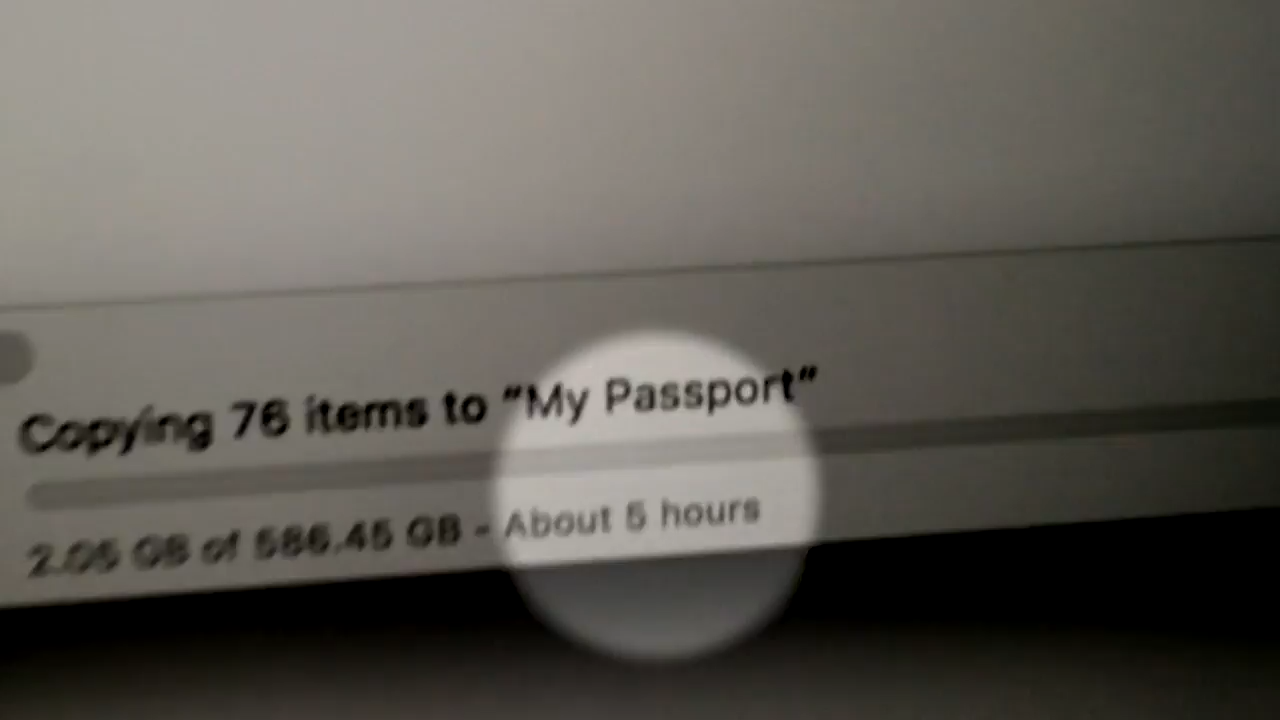 Copying 76 items to “My Passport”
2.05 GB of 586.45 GB - About 5 hours